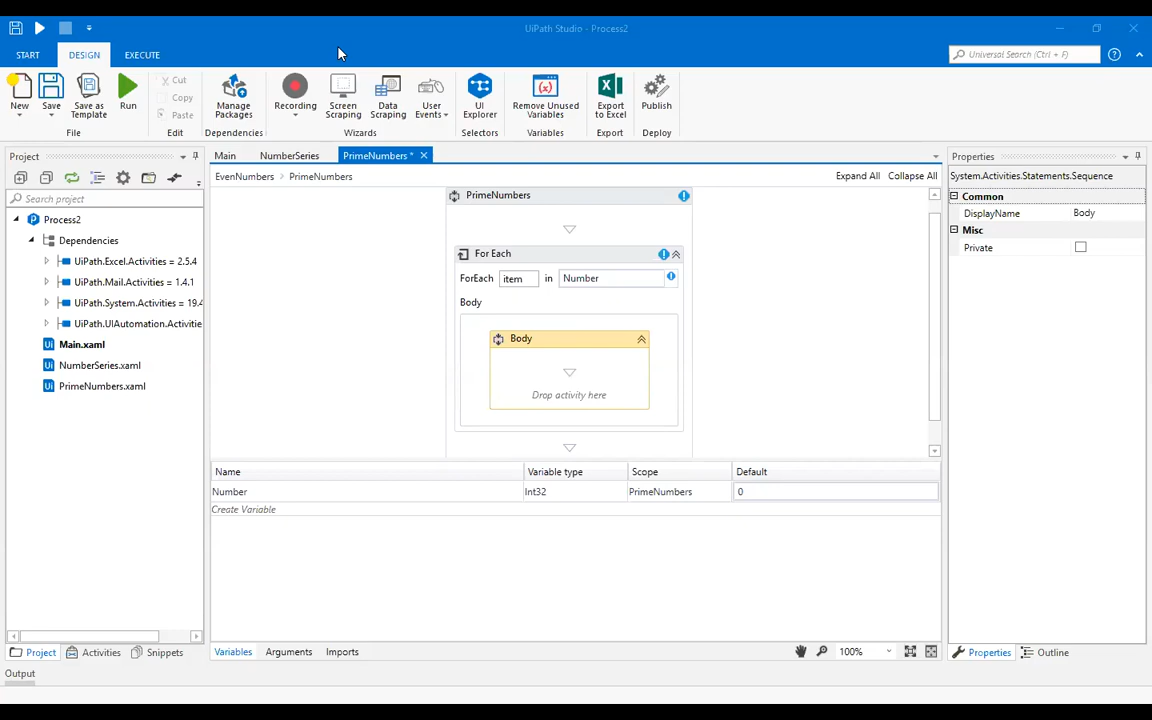 UiPath Studio - Process2
START DESIGN EXECUTE
Universal Search (Ctrl + F)
New Save Save as Template Run
Cut
Copy
Paste
Manage Packages
Recording Screen Scraping Data Scraping User Events
UI Explorer
Remove Unused Variables
Export to Excel
Publish
File Edit Dependencies Wizards Selectors Variables Export Deploy
Project
Search project
Process2
Dependencies
UiPath.Excel.Activities = 2.5.4
UiPath.Mail.Activities = 1.4.1
UiPath.System.Activities = 19.4
UiPath.UIAutomation.Activities
Main.xaml
NumberSeries.xaml
PrimeNumbers.xaml
Project Activities Snippets
Output
Main NumberSeries PrimeNumbers *
EvenNumbers > PrimeNumbers
Expand All Collapse All
PrimeNumbers
For Each
ForEach item in Number
Body
Body
Drop activity here
Name Variable type Scope Default
Number Int32 PrimeNumbers 0
Create Variable
Variables Arguments Imports
100%
Properties
System.Activities.Statements.Sequence
Common
DisplayName Body
Misc
Private
Properties Outline